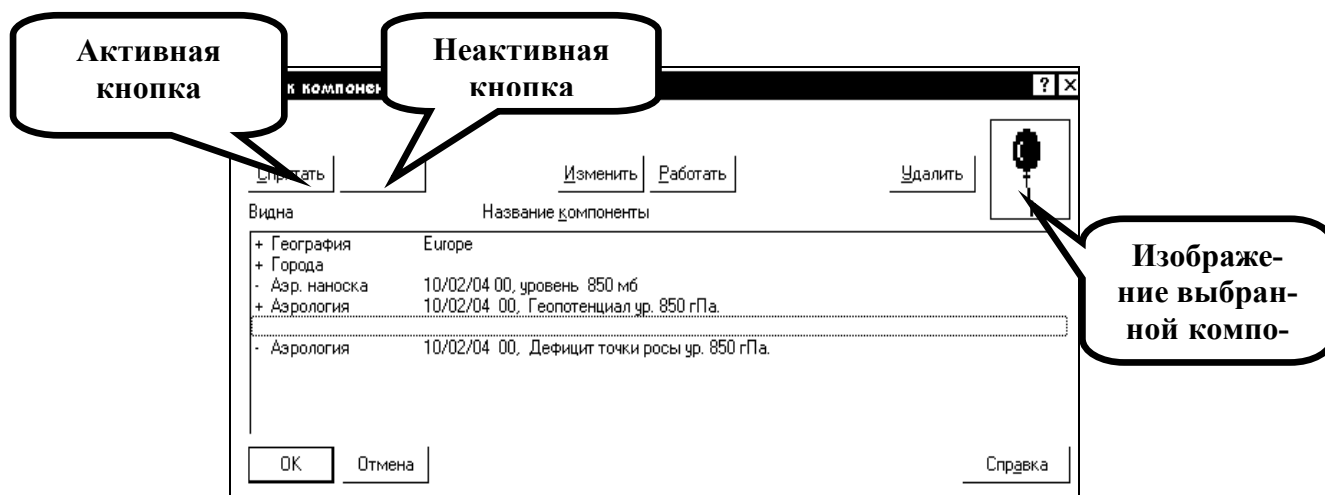 Активная
кнопка
Неактивная
кнопка
к компонен
? ×
Спрятать
Изменить
Работать
Удалить
Видна
Название компоненты
+ География Europe
+ Города
- Аэр. наноска 10/02/04 00, уровень 850 мб
+ Аэрология 10/02/04 00, Геопотенциал ур. 850 гПа.
- Аэрология 10/02/04 00, Дефицит точки росы ур. 850 гПа.
Изображе-
ние выбран-
ной компо-
OK
Отмена
Справка